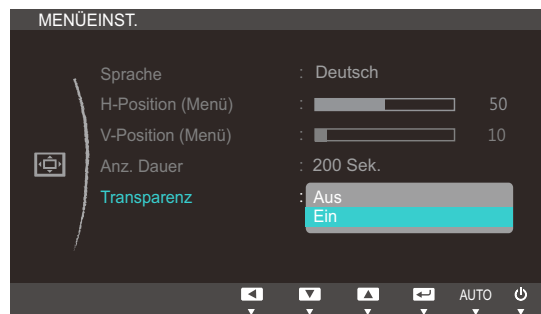 MENÜEINST.
Sprache : Deutsch
H-Position (Menü) : 50
V-Position (Menü) : 10
Anz. Dauer : 200 Sek.
Transparenz : Aus
Ein
AUTO